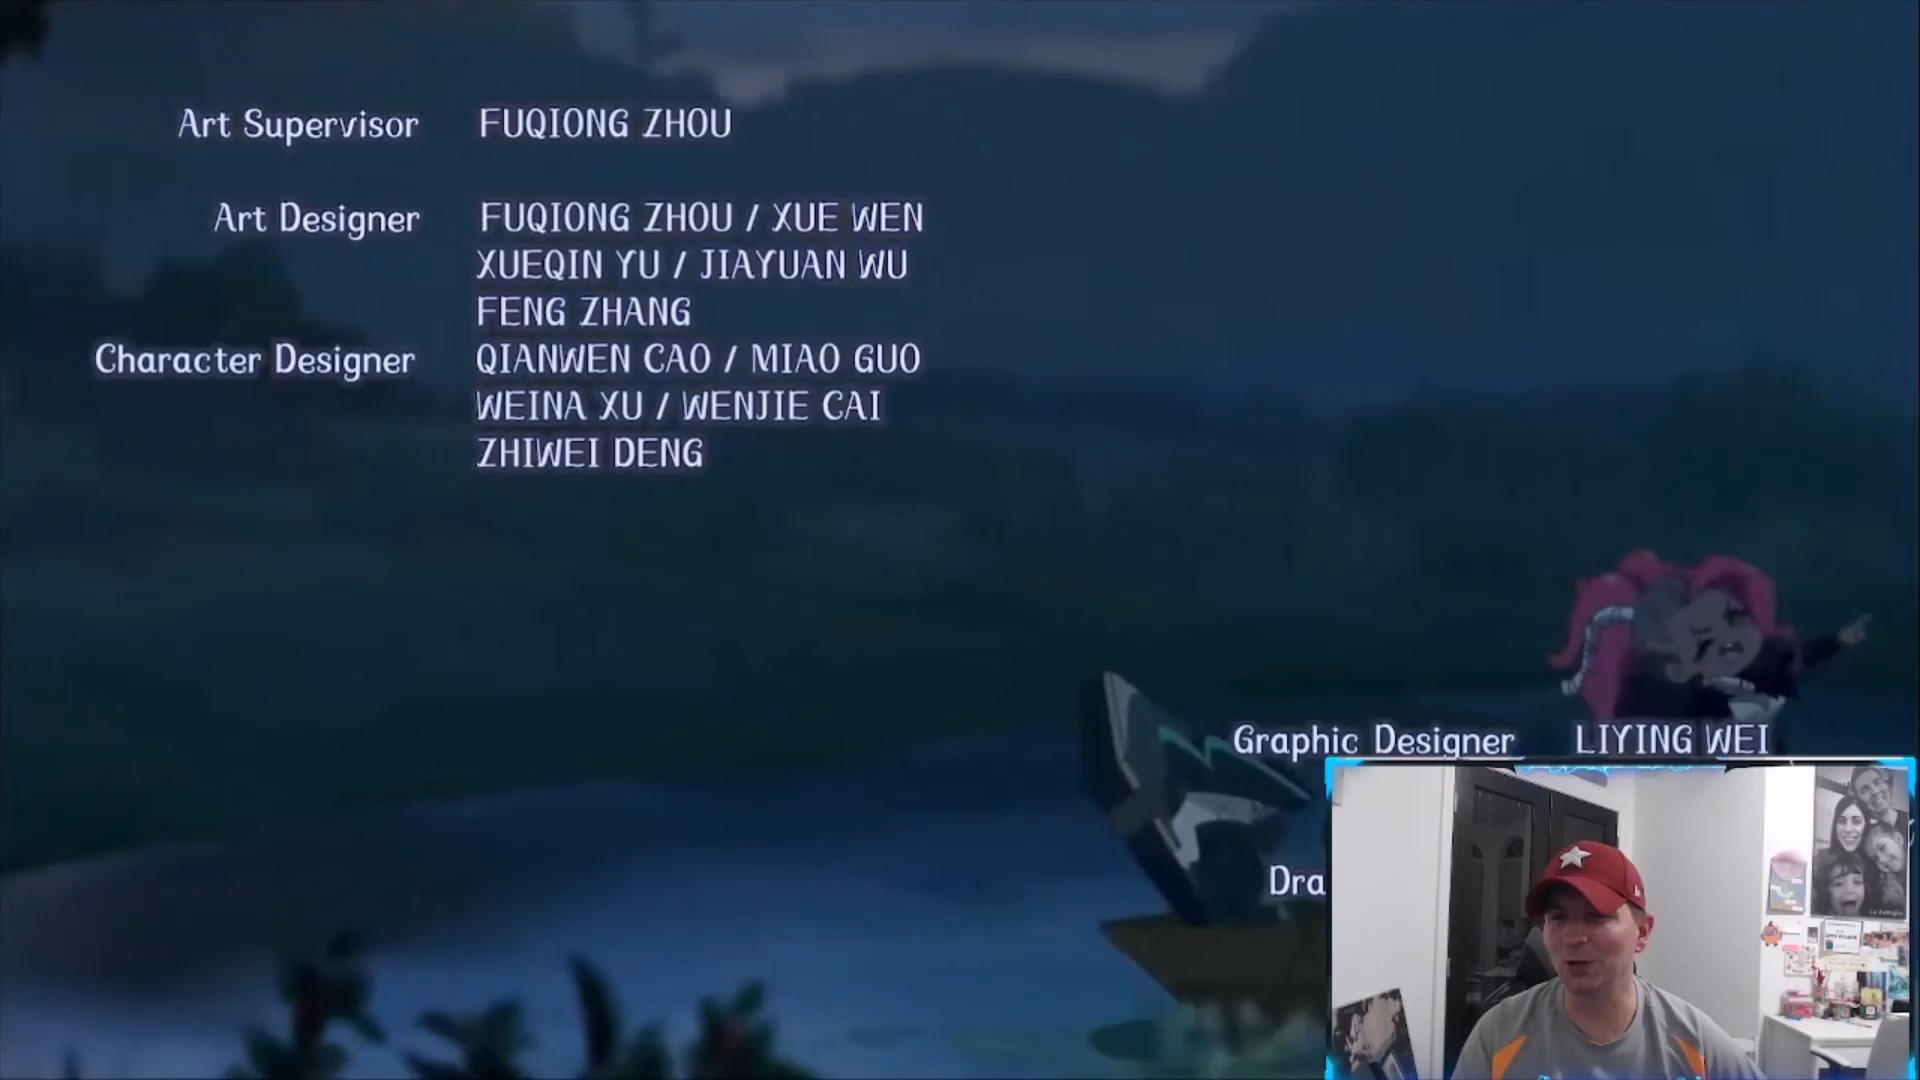 Art Supervisor FUQIONG ZHOU
Art Designer FUQIONG ZHOU / XUE WEN
XUEQIN YU / JIAYUAN WU
FENG ZHANG
Character Designer QIANWEN CAO / MIAO GUO
WEINA XU / WENJIE CAI
ZHIWEI DENG
Graphic Designer LIYING WEI
Dra